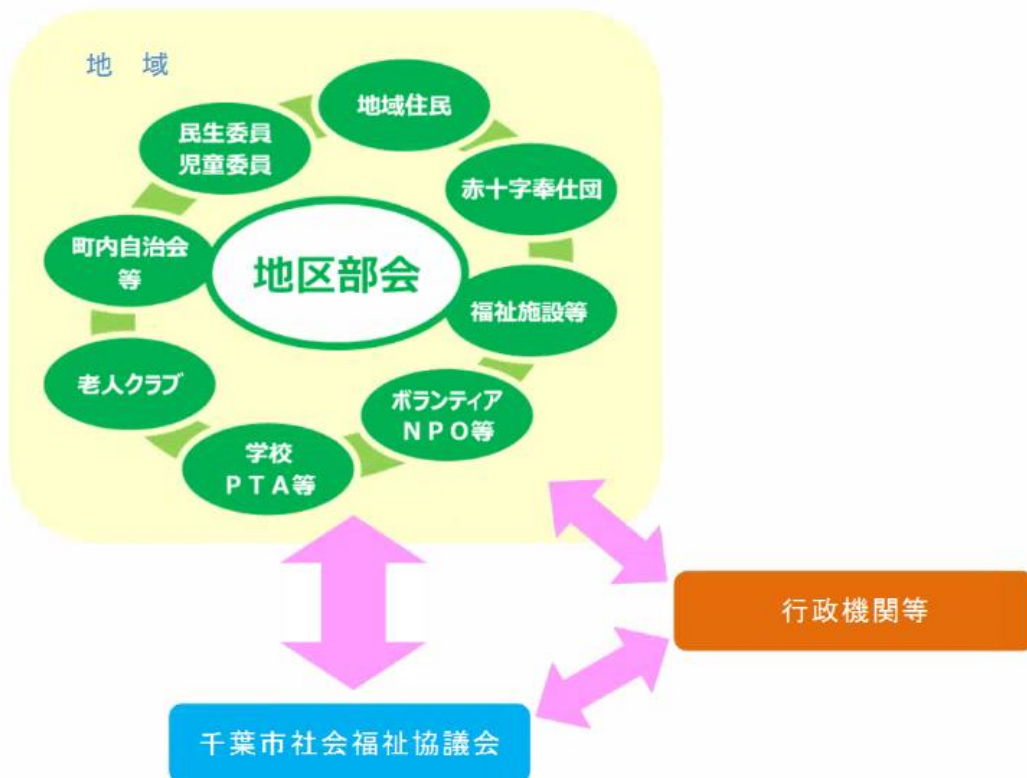 地　域
地域住民
民生委員
児童委員
赤十字奉仕団
町内自治会
等
地区部会
福祉施設等
老人クラブ
ボランティア
ＮＰＯ等
学校
ＰＴＡ等
行政機関等
千葉市社会福祉協議会